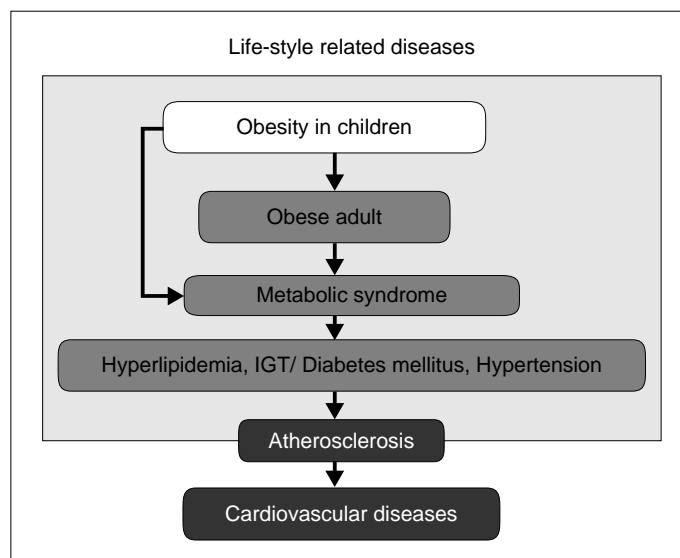 Life-style related diseases
Obesity in children
Obese adult
Metabolic syndrome
Hyperlipidemia, IGT/ Diabetes mellitus, Hypertension
Atherosclerosis
Cardiovascular diseases